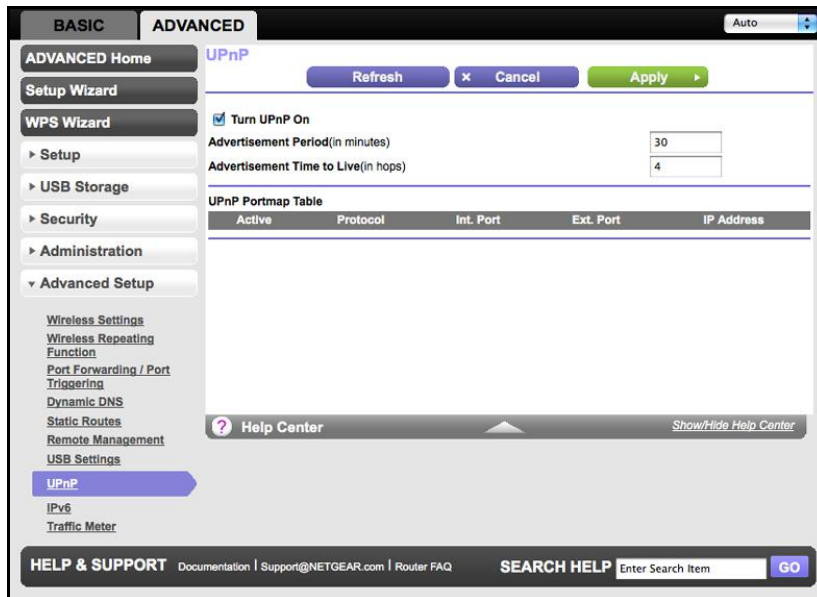 BASIC
ADVANCED
Auto
ADVANCED Home
Setup Wizard
WPS Wizard
Setup
USB Storage
Security
Administration
Advanced Setup
Wireless Settings
Wireless Repeating
Function
Port Forwarding / Port
Triggering
Dynamic DNS
Static Routes
Remote Management
USB Settings
UPnP
IPv6
Traffic Meter
UPnP
Refresh
× Cancel
Apply
Turn UPnP On
Advertisement Period(in minutes) 30
Advertisement Time to Live(in hops) 4
UPnP Portmap Table
Active Protocol Int. Port Ext. Port IP Address
? Help Center
Show/Hide Help Center
HELP & SUPPORT Documentation | Support@NETGEAR.com | Router FAQ
SEARCH HELP Enter Search Item GO